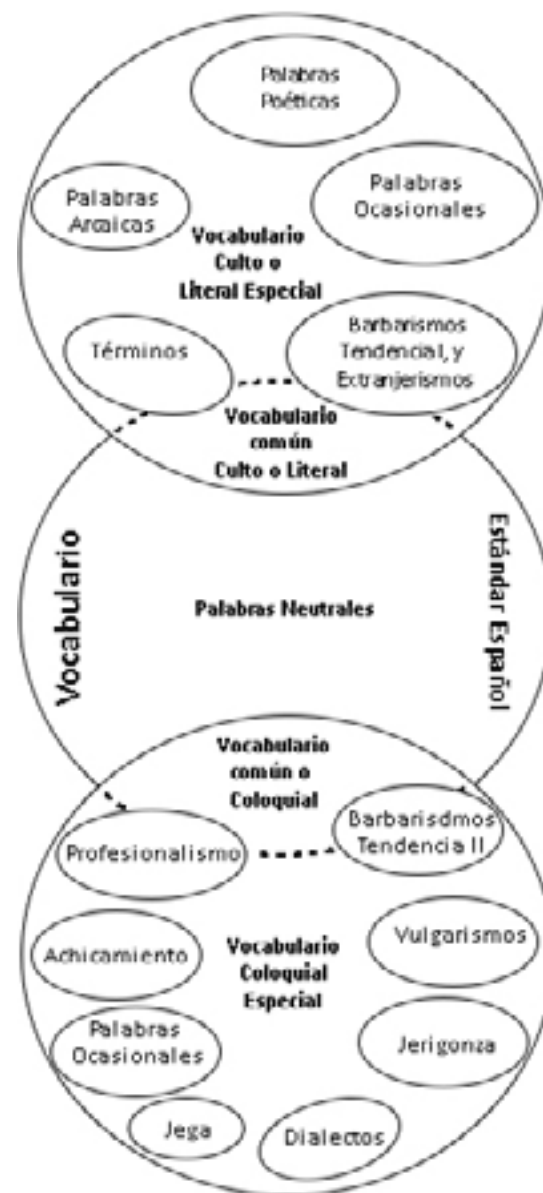 Palabras
Poéticas
Palabras
Ocasionales
Palabras
Arcaicas
Vocabulario
Culto o
Literal Especial
Términos
Barbarismos
Tendencial, y
Extranjerismos
Vocabulario
común
Culto o Literal
Vocabulario
Palabras Neutrales
Estándar Español
Vocabulario
común o
Coloquial
Profesionalismo
Barbarisdmos
Tendencia II
Achicamiento
Vocabulario
Coloquial
Especial
Vulgarismos
Palabras
Ocasionales
Jerigonza
Jega
Dialectos